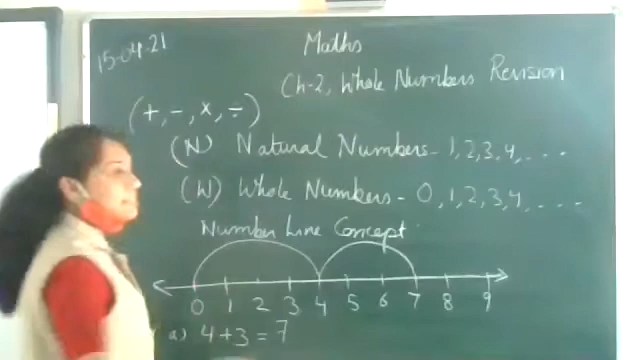 15-04-21
Maths
Ch-2, Whole Numbers Revision
(+, -, ×, ÷)
(N) Natural Numbers - 1, 2, 3, 4, . . . .
(W) Whole Numbers - 0, 1, 2, 3, 4, . . . .
Number Line Concept
0 1 2 3 4 5 6 7 8 9
a) 4 + 3 = 7